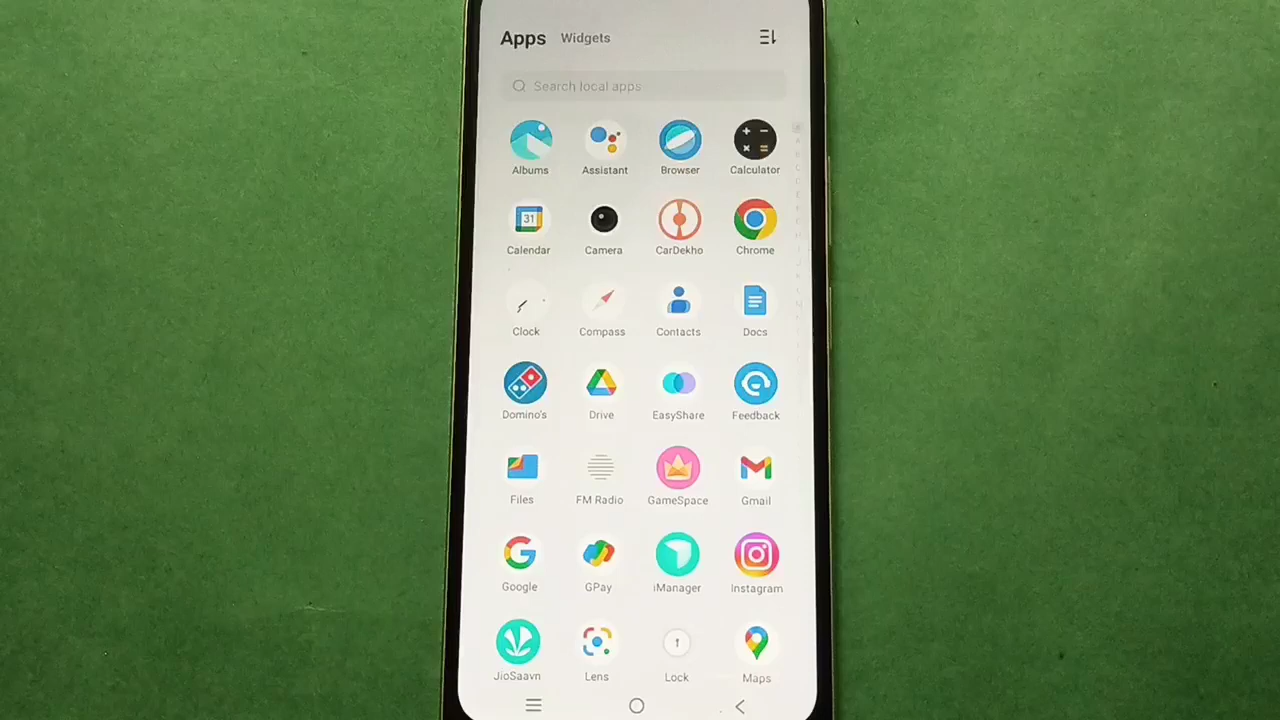 Apps Widgets
Search local apps
Albums Assistant Browser Calculator
31
Calendar Camera CarDekho Chrome
Clock Compass Contacts Docs
Domino's Drive EasyShare Feedback
Files FM Radio GameSpace Gmail
Google GPay iManager Instagram
JioSaavn Lens Lock Maps